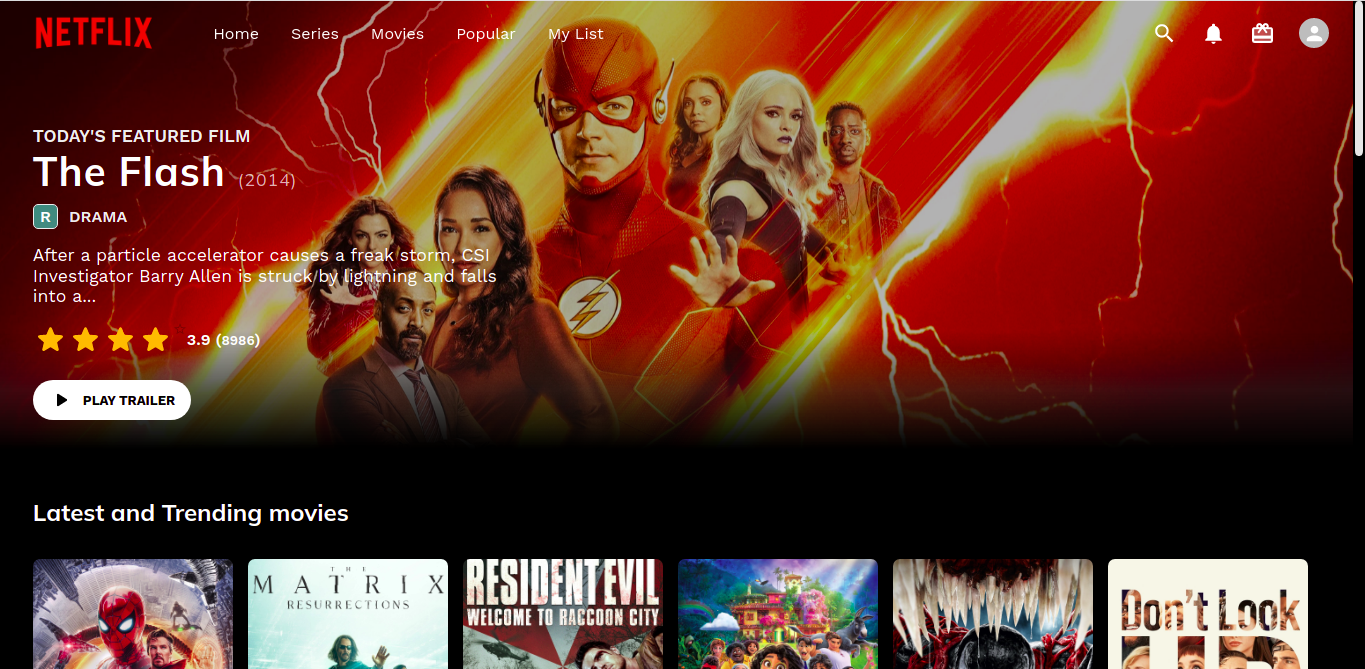 NETFLIX
Home Series Movies Popular My List
TODAY'S FEATURED FILM
The Flash (2014)
R DRAMA
After a particle accelerator causes a freak storm, CSI
Investigator Barry Allen is struck by lightning and falls
into a...
3.9 (8986)
PLAY TRAILER
Latest and Trending movies
THE
MATRIX
RESURRECTIONS
RESIDENT EVIL
WELCOME TO RACCOON CITY
Don't Look
UP